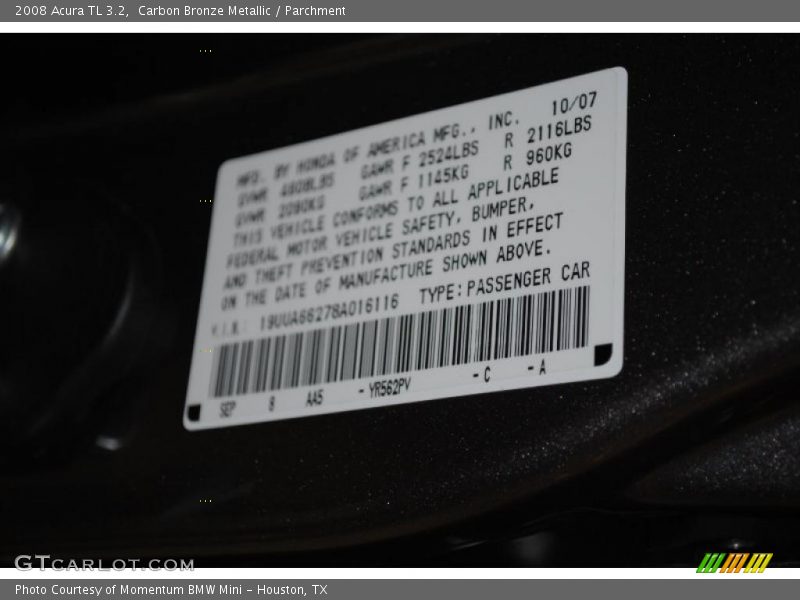 2008 Acura TL 3.2,  Carbon Bronze Metallic / Parchment
MFD. BY HONDA OF AMERICA MFG., INC. 10/07
GVWR 4608LBS GAWR F 2524LBS R 2116LBS
GVWR 2090KG GAWR F 1145KG R 960KG
THIS VEHICLE CONFORMS TO ALL APPLICABLE
FEDERAL MOTOR VEHICLE SAFETY, BUMPER,
AND THEFT PREVENTION STANDARDS IN EFFECT
ON THE DATE OF MANUFACTURE SHOWN ABOVE.
V.I.N.: 19UUA66278A016116 TYPE: PASSENGER CAR
SEP 8 AA5 - YR562PV - C - A
GTCARLOT.COM
Photo Courtesy of Momentum BMW Mini - Houston, TX